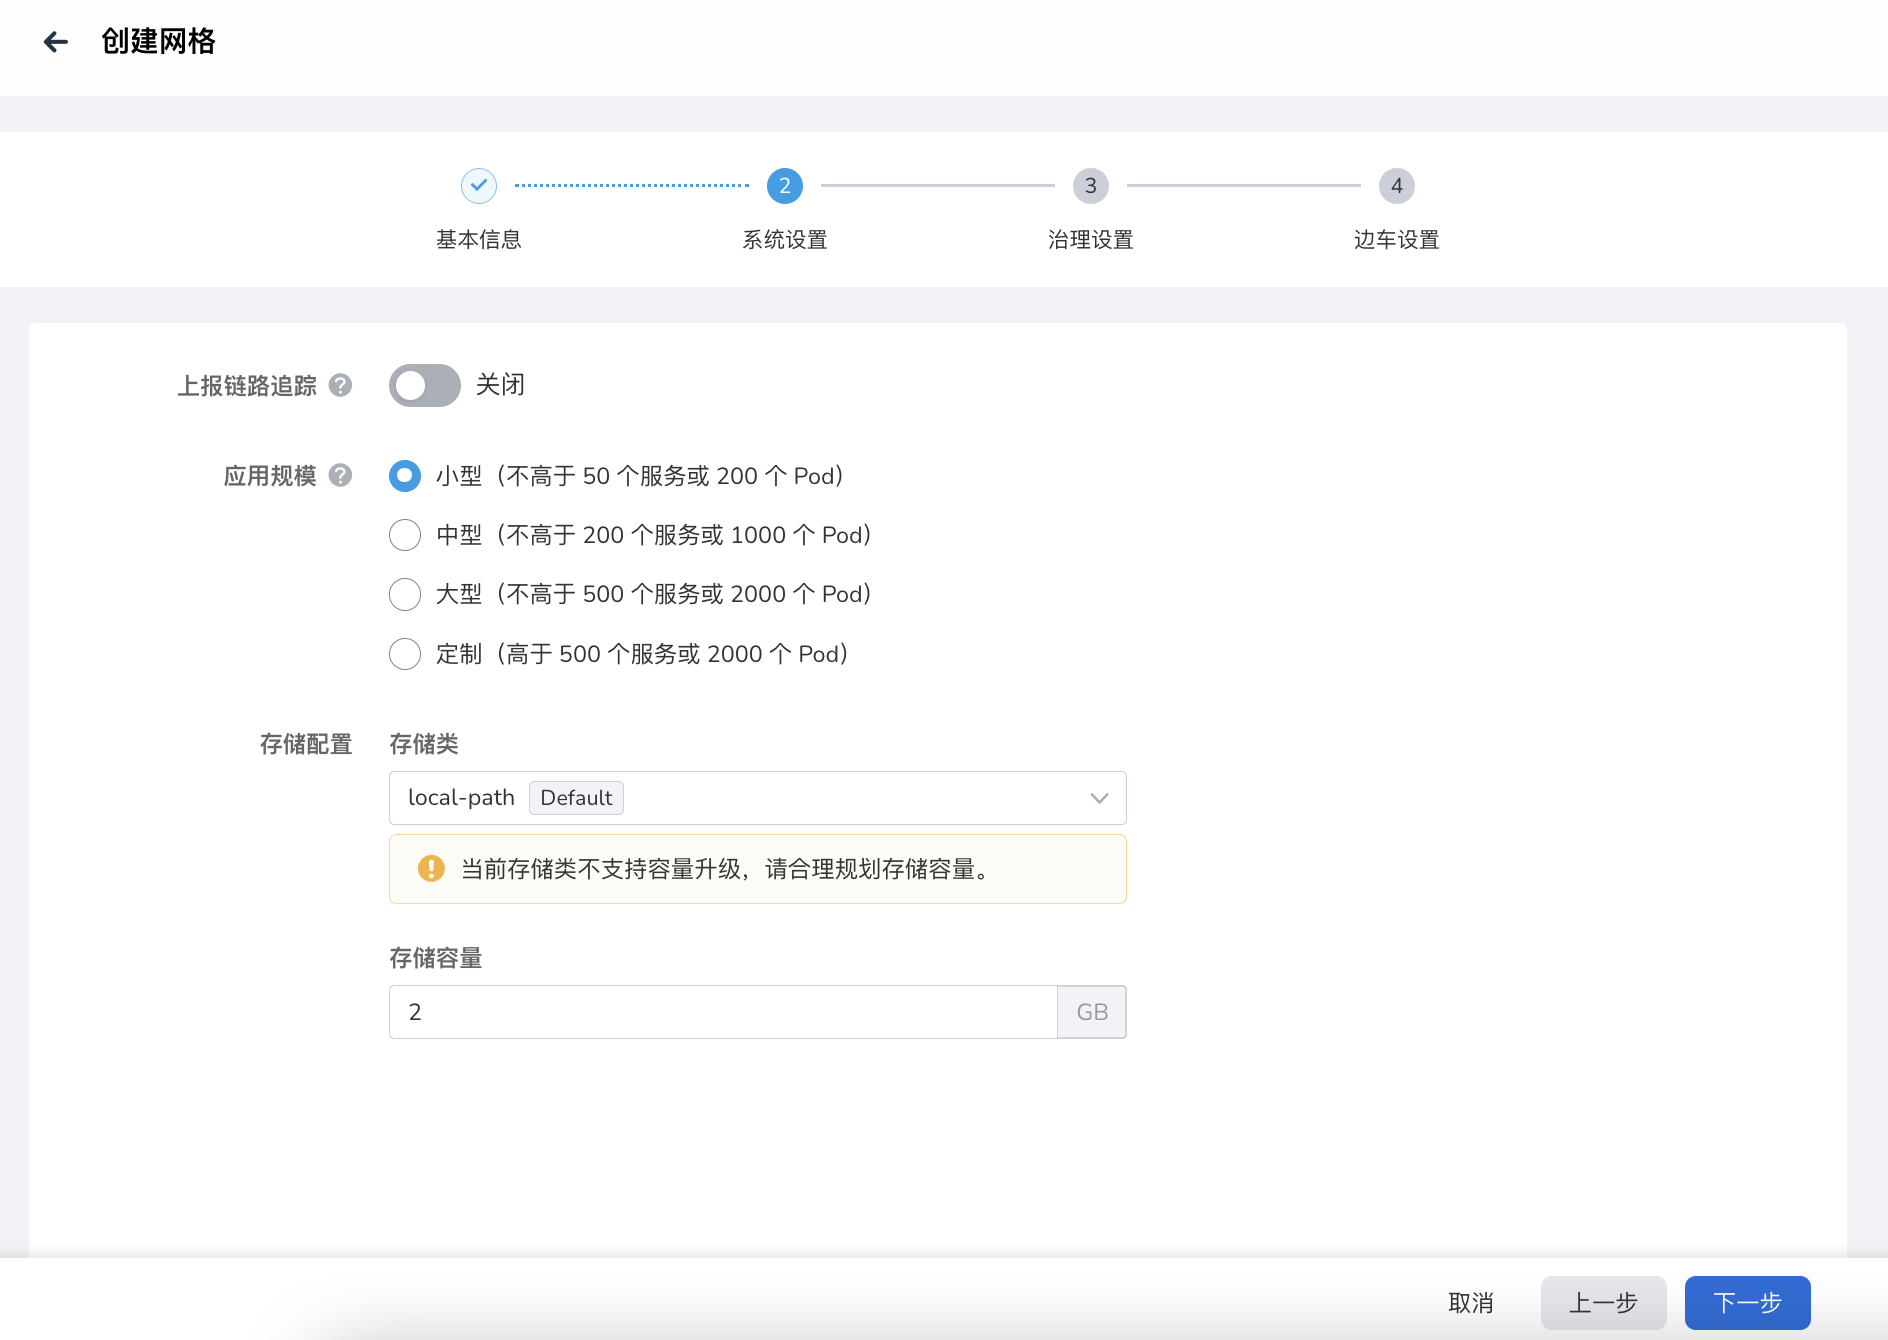 创建网格
2
3
4
基本信息
系统设置
治理设置
边车设置
上报链路追踪
关闭
应用规模
小型（不高于 50 个服务或 200 个 Pod）
中型（不高于 200 个服务或 1000 个 Pod）
大型（不高于 500 个服务或 2000 个 Pod）
定制（高于 500 个服务或 2000 个 Pod）
存储配置
存储类
local-path Default
当前存储类不支持容量升级，请合理规划存储容量。
存储容量
2 GB
取消
上一步
下一步